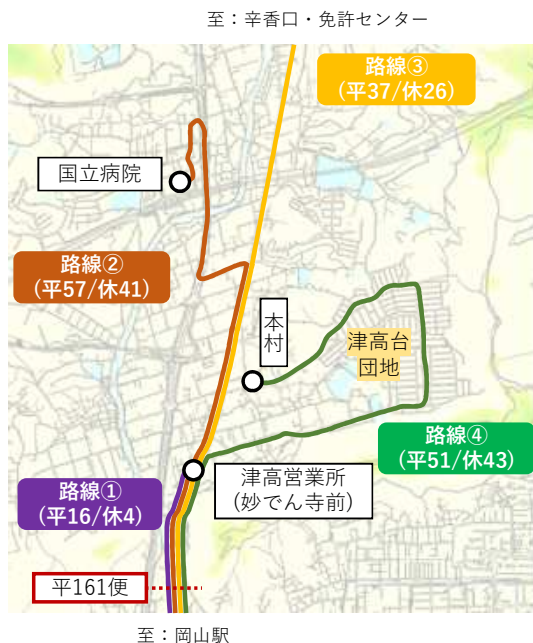 至：辛香口・免許センター
路線③
(平37/休26)
国立病院
路線②
(平57/休41)
本村
津高台
団地
路線④
(平51/休43)
津高営業所
(妙でん寺前)
路線①
(平16/休4)
平161便
至：岡山駅